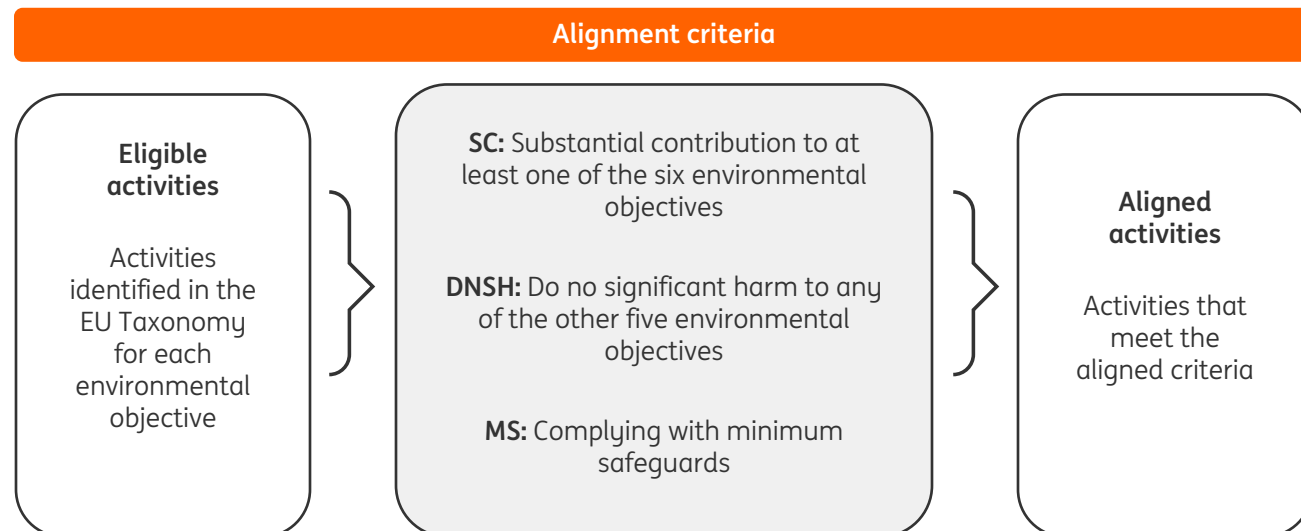 Alignment criteria
Eligible
activities
Activities
identified in the
EU Taxonomy
for each
environmental
objective
SC: Substantial contribution to at
least one of the six environmental
objectives
DNSH: Do no significant harm to any
of the other five environmental
objectives
MS: Complying with minimum
safeguards
Aligned
activities
Activities that
meet the
aligned criteria